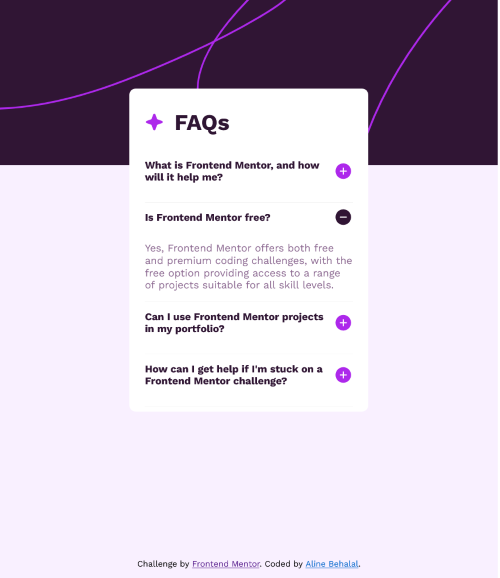 FAQs
What is Frontend Mentor, and how
will it help me?
Is Frontend Mentor free?
Yes, Frontend Mentor offers both free
and premium coding challenges, with the
free option providing access to a range
of projects suitable for all skill levels.
Can I use Frontend Mentor projects
in my portfolio?
How can I get help if I'm stuck on a
Frontend Mentor challenge?
Challenge by Frontend Mentor. Coded by Aline Behalal.